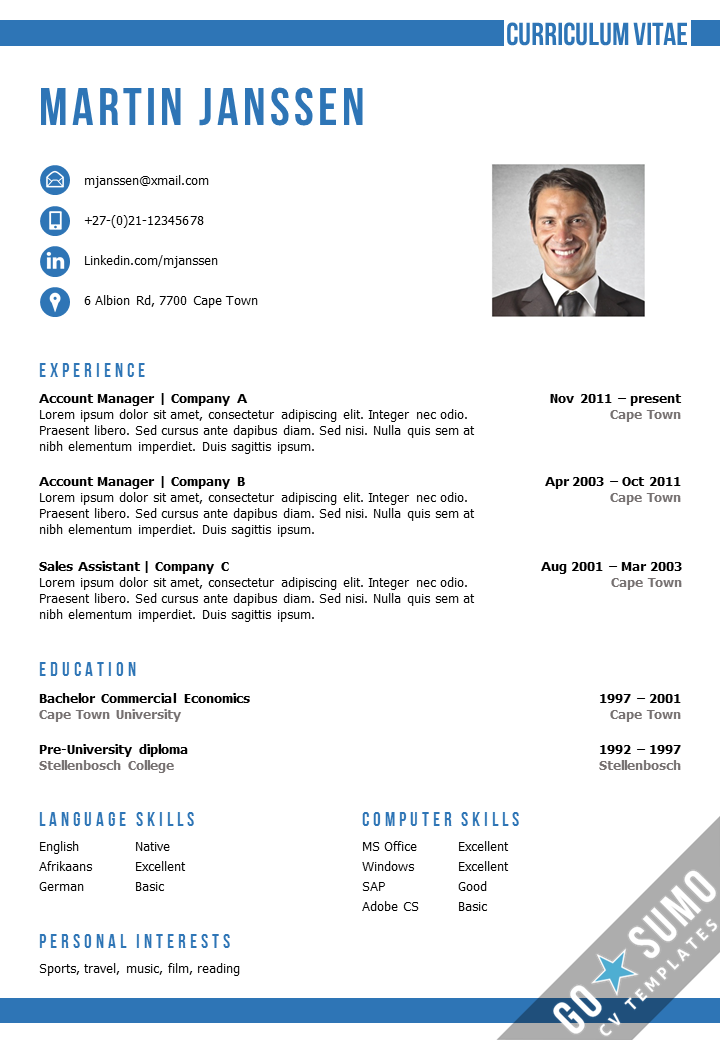 CURRICULUM VITAE
MARTIN JANSSEN
mjanssen@xmail.com
+27-(0)21-12345678
in
Linkedin.com/mjanssen
6 Albion Rd, 7700 Cape Town
EXPERIENCE
Account Manager | Company A Nov 2011 – present
Lorem ipsum dolor sit amet, consectetur adipiscing elit. Integer nec odio. Cape Town
Praesent libero. Sed cursus ante dapibus diam. Sed nisi. Nulla quis sem at
nibh elementum imperdiet. Duis sagittis ipsum.
Account Manager | Company B Apr 2003 – Oct 2011
Lorem ipsum dolor sit amet, consectetur adipiscing elit. Integer nec odio. Cape Town
Praesent libero. Sed cursus ante dapibus diam. Sed nisi. Nulla quis sem at
nibh elementum imperdiet. Duis sagittis ipsum.
Sales Assistant | Company C Aug 2001 – Mar 2003
Lorem ipsum dolor sit amet, consectetur adipiscing elit. Integer nec odio. Cape Town
Praesent libero. Sed cursus ante dapibus diam. Sed nisi. Nulla quis sem at
nibh elementum imperdiet. Duis sagittis ipsum.
EDUCATION
Bachelor Commercial Economics 1997 – 2001
Cape Town University Cape Town
Pre-University diploma 1992 – 1997
Stellenbosch College Stellenbosch
LANGUAGE SKILLS
English Native
Afrikaans Excellent
German Basic
COMPUTER SKILLS
MS Office Excellent
Windows Excellent
SAP Good
Adobe CS Basic
PERSONAL INTERESTS
Sports, travel, music, film, reading
GO SUMO
CV TEMPLATES